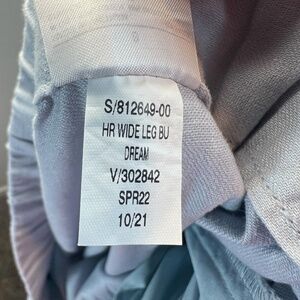 S/812649-00
HR WIDE LEG BU
DREAM
V/302842
SPR22
10/21